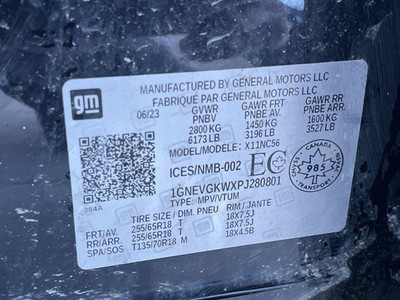 gm
MANUFACTURED BY GENERAL MOTORS LLC
FABRIQUE PAR GENERAL MOTORS LLC
06/23 GVWR PNBV GAWR FRT PNBE AV. GAWR RR PNBE ARR.
2800 KG 1450 KG 1600 KG
6173 LB 3196 LB 3527 LB
MODEL/MODELE: X11NC56
ICES/NMB-002 EC CANADA 985
1GNEVGKWXPJ280801
TYPE: MPV/VTUM
TIRE SIZE / DIM. PNEU RIM / JANTE
FRT/AV. 255/65R18 T 18X7.5J
RR/ARR. 255/65R18 T 18X7.5J
SPA/SOS T135/70R18 M 18X4.5B